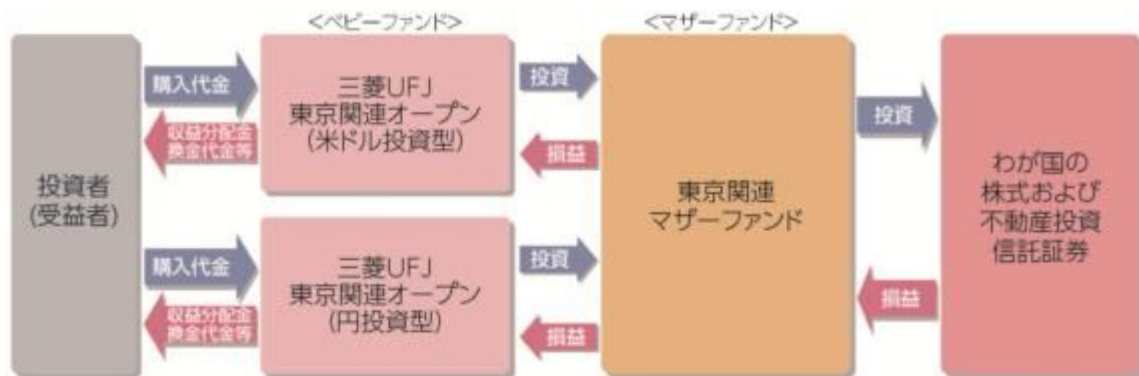 <ベビーファンド>
<マザーファンド>
投資者
(受益者)
購入代金
収益分配金
換金代金等
三菱UFJ
東京関連オープン
(米ドル投資型)
投資
損益
購入代金
収益分配金
換金代金等
三菱UFJ
東京関連オープン
(円投資型)
投資
損益
東京関連
マザーファンド
投資
損益
わが国の
株式および
不動産投資
信託証券